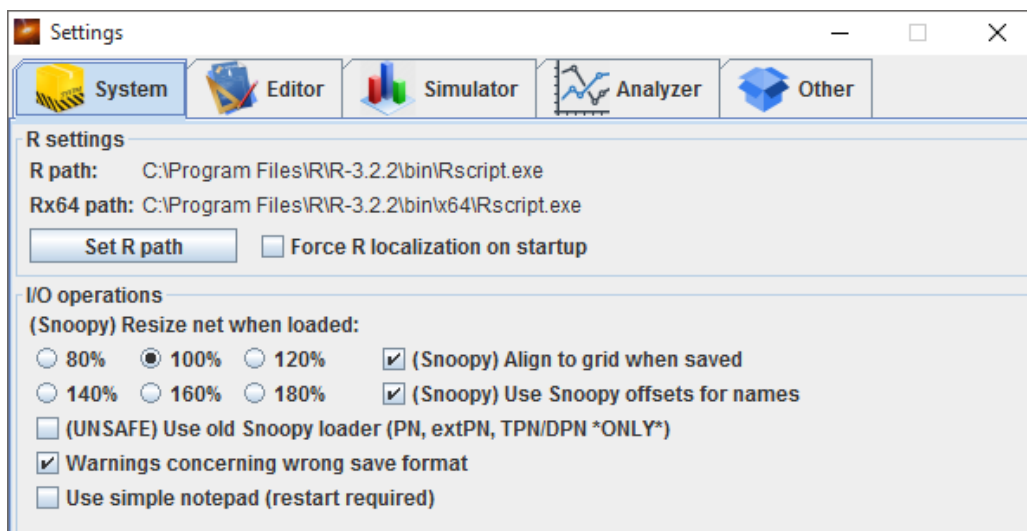 Settings
System Editor Simulator Analyzer Other
R settings
R path: C:\Program Files\R\R-3.2.2\bin\Rscript.exe
Rx64 path: C:\Program Files\R\R-3.2.2\bin\x64\Rscript.exe
Set R path Force R localization on startup
I/O operations
(Snoopy) Resize net when loaded:
80% 100% 120% (Snoopy) Align to grid when saved
140% 160% 180% (Snoopy) Use Snoopy offsets for names
(UNSAFE) Use old Snoopy loader (PN, extPN, TPN/DPN *ONLY*)
Warnings concerning wrong save format
Use simple notepad (restart required)